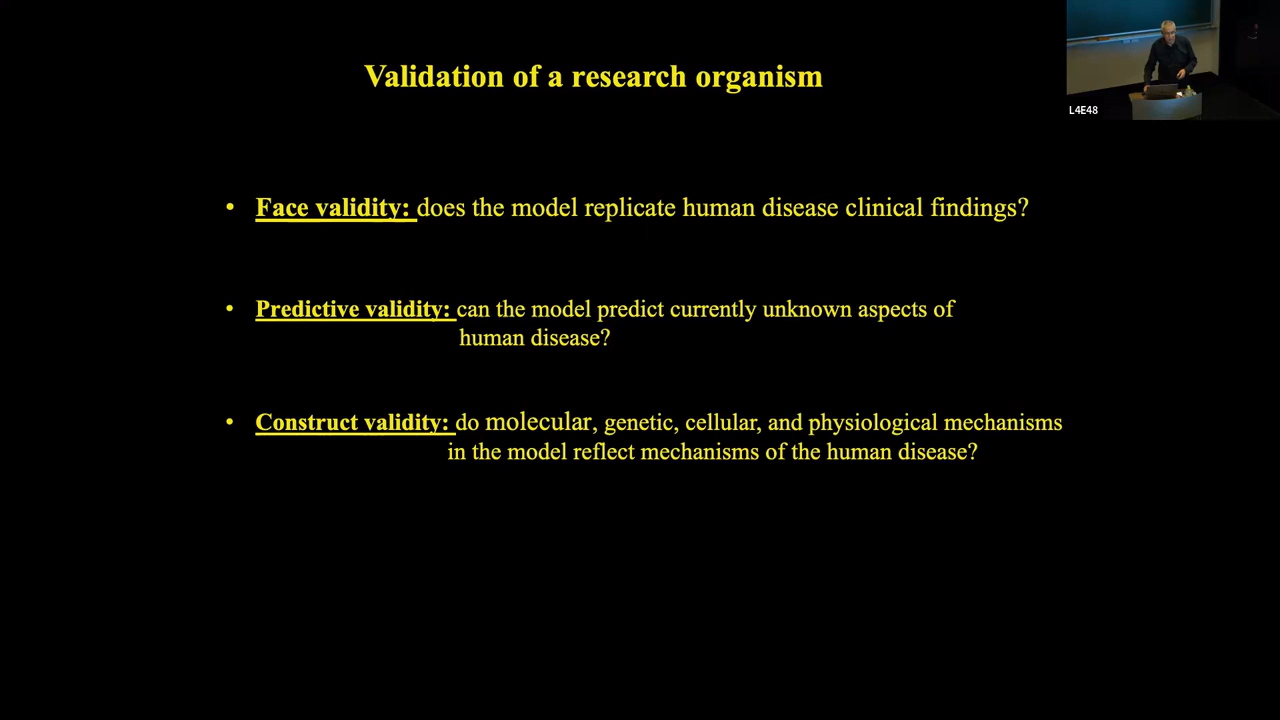 Validation of a research organism
L4E48
• Face validity: does the model replicate human disease clinical findings?
• Predictive validity: can the model predict currently unknown aspects of
human disease?
• Construct validity: do molecular, genetic, cellular, and physiological mechanisms
in the model reflect mechanisms of the human disease?